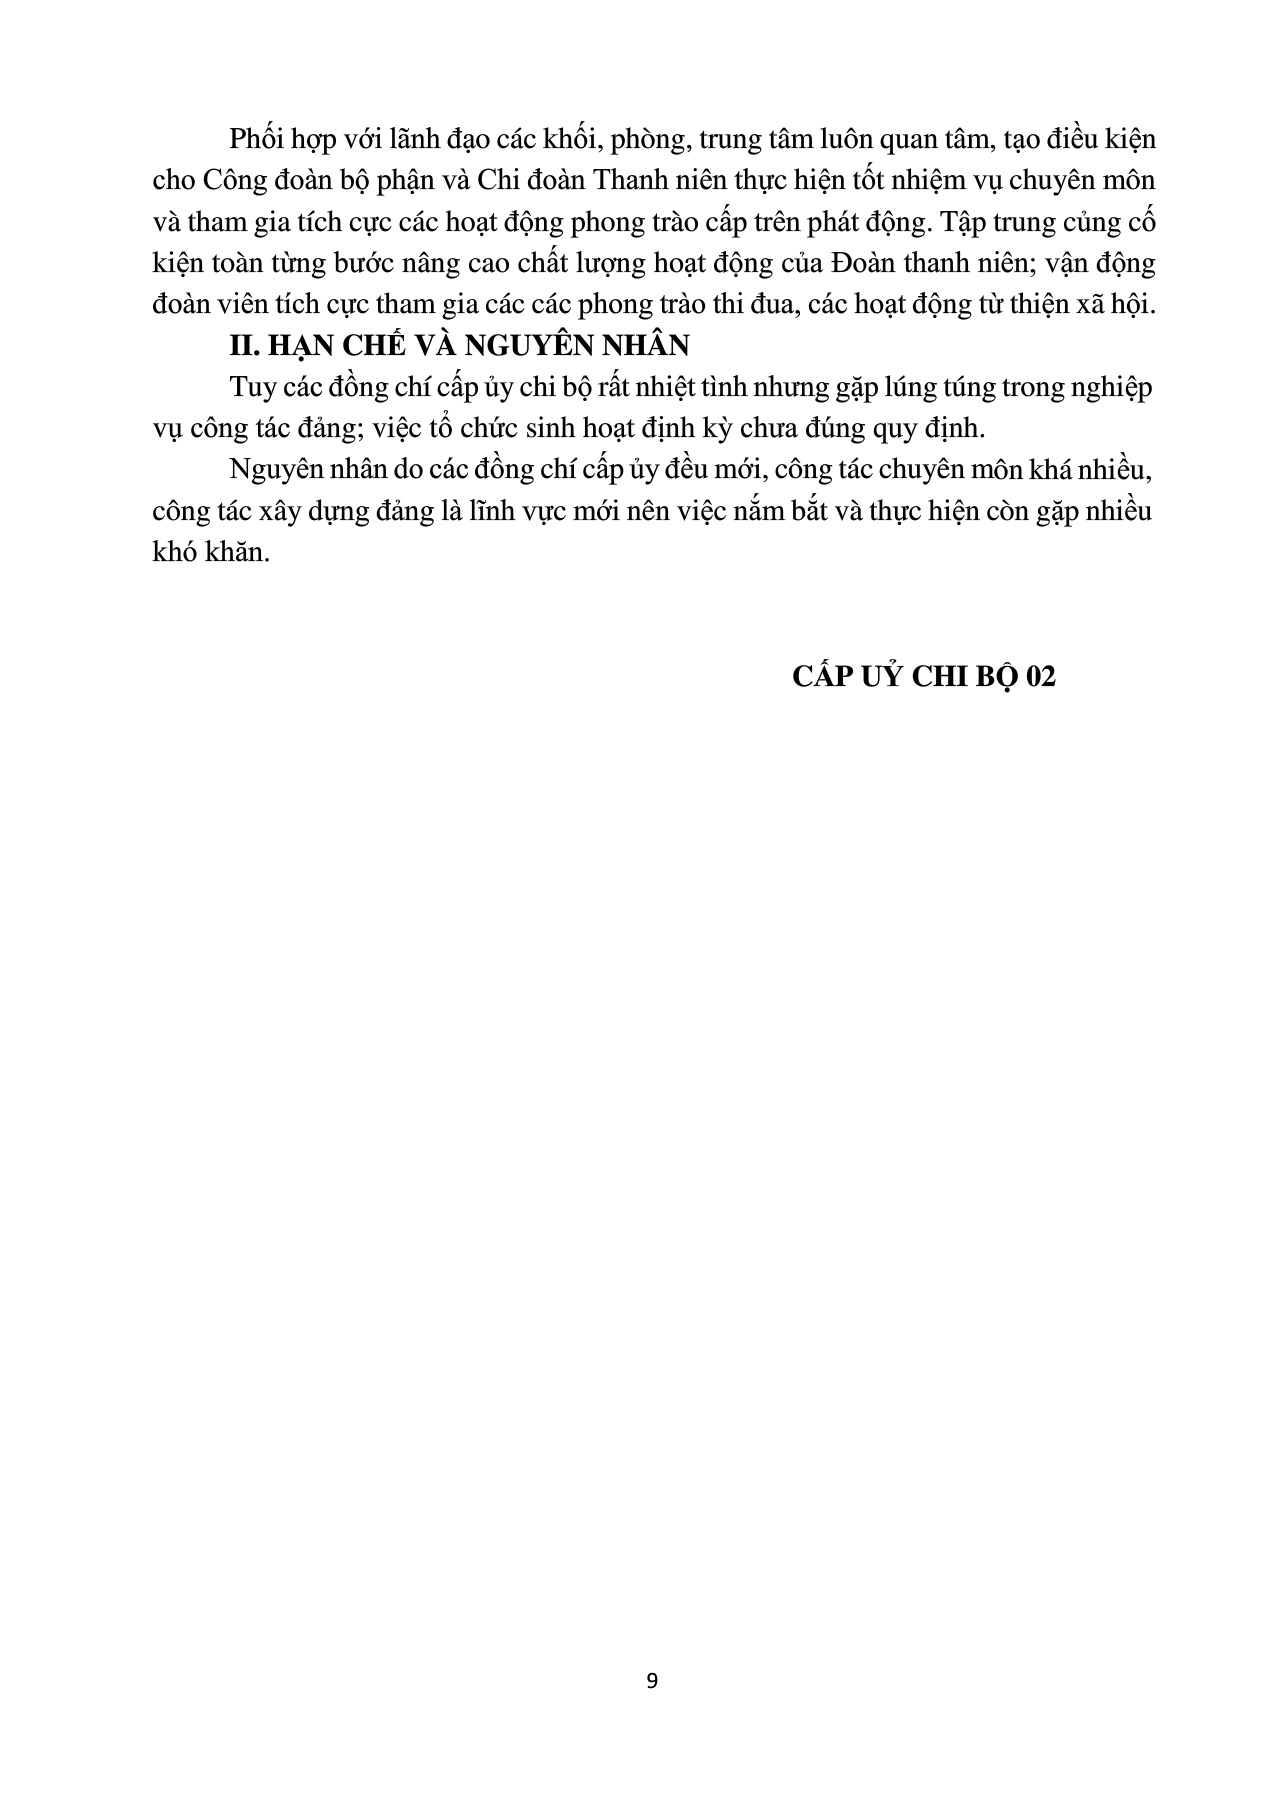 Phối hợp với lãnh đạo các khối, phòng, trung tâm luôn quan tâm, tạo điều kiện
cho Công đoàn bộ phận và Chi đoàn Thanh niên thực hiện tốt nhiệm vụ chuyên môn
và tham gia tích cực các hoạt động phong trào cấp trên phát động. Tập trung củng cố
kiện toàn từng bước nâng cao chất lượng hoạt động của Đoàn thanh niên; vận động
đoàn viên tích cực tham gia các các phong trào thi đua, các hoạt động từ thiện xã hội.
II. HẠN CHẾ VÀ NGUYÊN NHÂN
Tuy các đồng chí cấp ủy chi bộ rất nhiệt tình nhưng gặp lúng túng trong nghiệp
vụ công tác đảng; việc tổ chức sinh hoạt định kỳ chưa đúng quy định.
Nguyên nhân do các đồng chí cấp ủy đều mới, công tác chuyên môn khá nhiều,
công tác xây dựng đảng là lĩnh vực mới nên việc nắm bắt và thực hiện còn gặp nhiều
khó khăn.
CẤP UỶ CHI BỘ 02
9